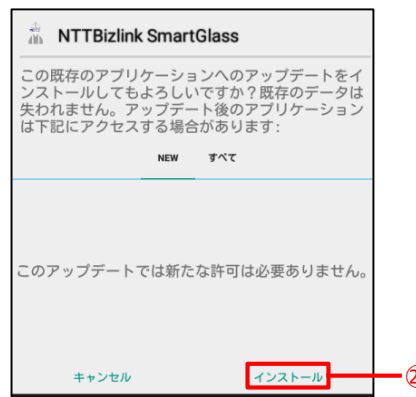 NTTBizlink SmartGlass
この既存のアプリケーションへのアップデートをイ
ンストールしてもよろしいですか？既存のデータは
失われません。アップデート後のアプリケーション
は下記にアクセスする場合があります:
NEW すべて
このアップデートでは新たな許可は必要ありません。
キャンセル インストール ②